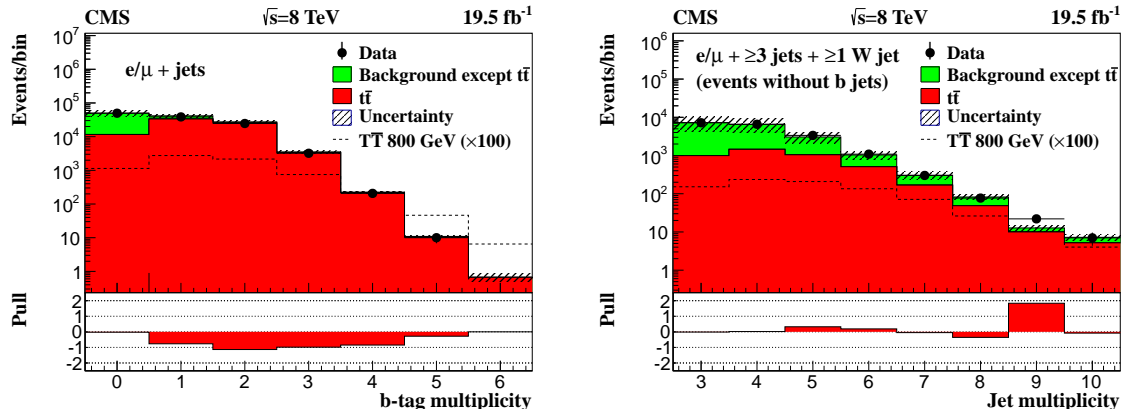 CMS √s=8 TeV 19.5 fb⁻¹
Events/bin
10⁷
10⁶
10⁵
10⁴
10³
10²
10
1
e/μ + jets
Data
Background except tt̄
tt̄
Uncertainty
TT̄ 800 GeV (×100)
Pull
2
1
0
-1
-2
0 1 2 3 4 5 6
b-tag multiplicity
CMS √s=8 TeV 19.5 fb⁻¹
Events/bin
10⁶
10⁵
10⁴
10³
10²
10
1
e/μ + ≥3 jets + ≥1 W jet
(events without b jets)
Data
Background except tt̄
tt̄
Uncertainty
TT̄ 800 GeV (×100)
Pull
2
1
0
-1
-2
3 4 5 6 7 8 9 10
Jet multiplicity